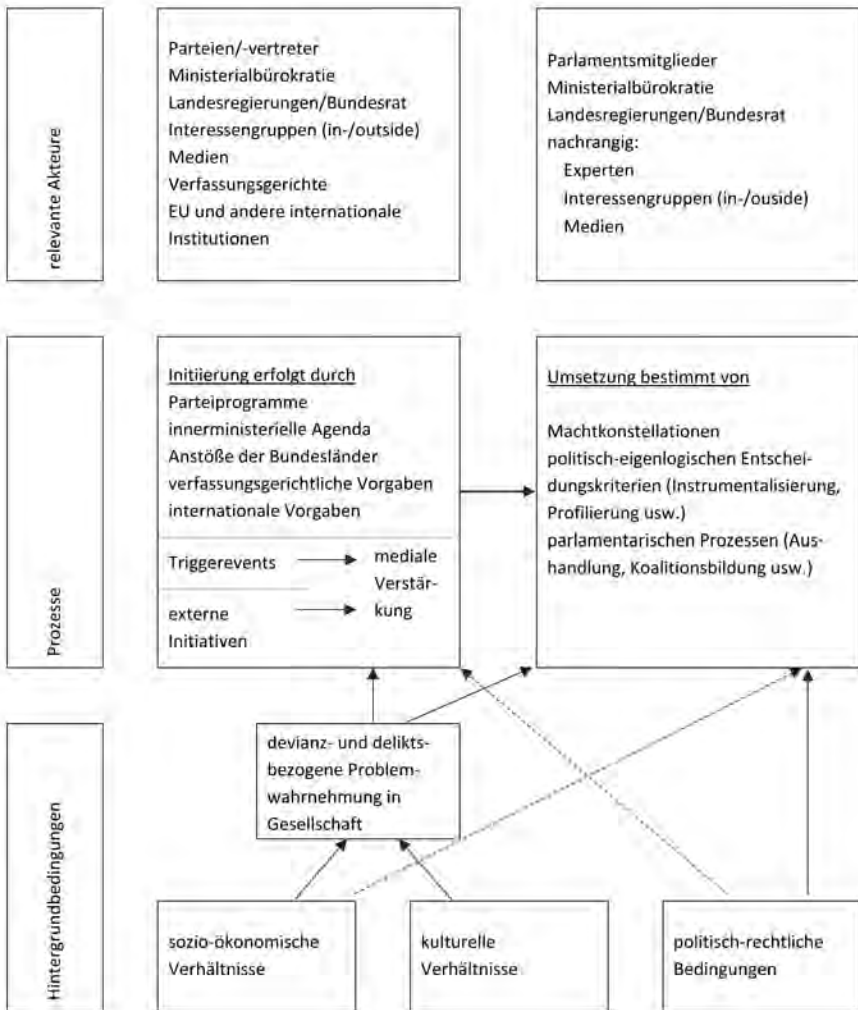 relevante Akteure
Parteien/-vertreter
Ministerialbürokratie
Landesregierungen/Bundesrat
Interessengruppen (in-/outside)
Medien
Verfassungsgerichte
EU und andere internationale
Institutionen
Parlamentsmitglieder
Ministerialbürokratie
Landesregierungen/Bundesrat
nachrangig:
Experten
Interessengruppen (in-/ouside)
Medien
Prozesse
Initiierung erfolgt durch
Parteiprogramme
innerministerielle Agenda
Anstöße der Bundesländer
verfassungsgerichtliche Vorgaben
internationale Vorgaben
Triggerevents
externe
Initiativen
mediale
Verstär-
kung
Umsetzung bestimmt von
Machtkonstellationen
politisch-eigenlogischen Entschei-
dungskriterien (Instrumentalisierung,
Profilierung usw.)
parlamentarischen Prozessen (Aus-
handlung, Koalitionsbildung usw.)
Hintergrundbedingungen
devianz- und delikts-
bezogene Problem-
wahrnehmung in
Gesellschaft
sozio-ökonomische
Verhältnisse
kulturelle
Verhältnisse
politisch-rechtliche
Bedingungen